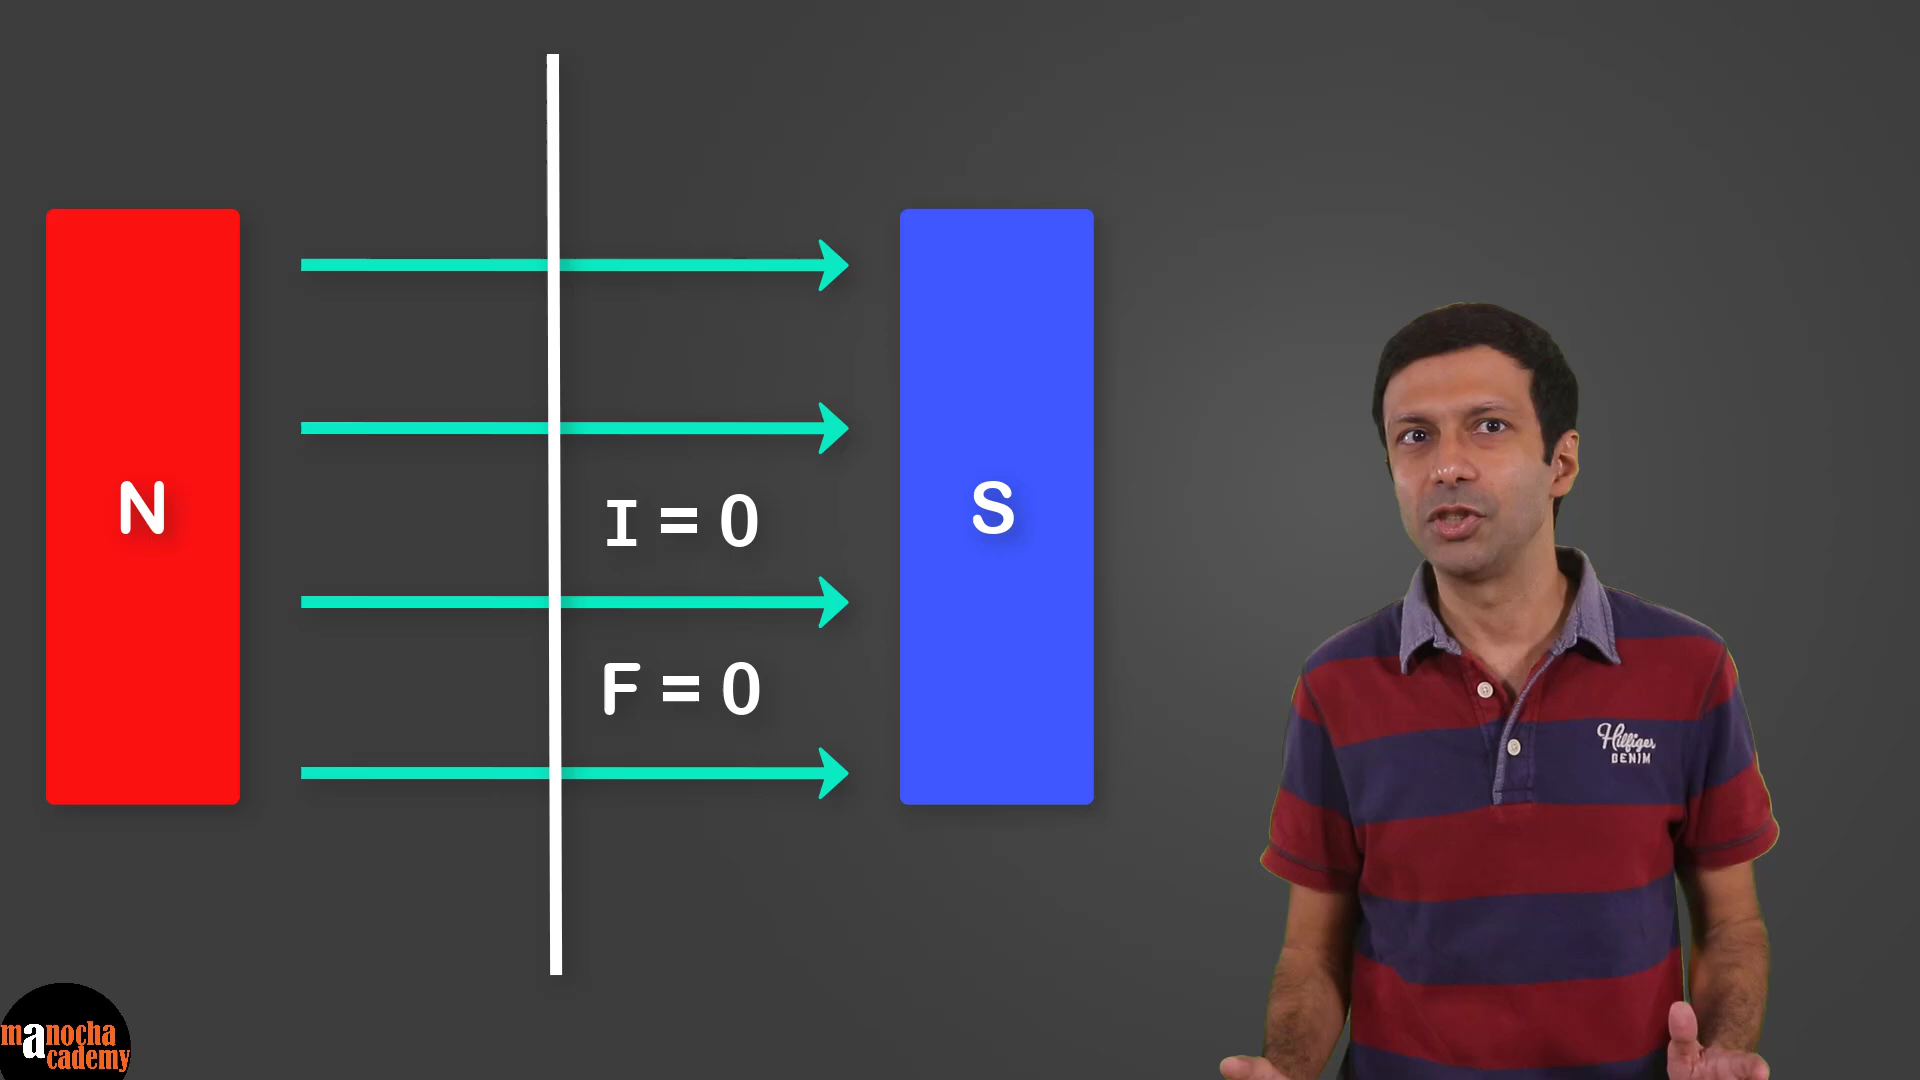 N
I = 0
S
F = 0
Hilfiger
DENIM
manocha
academy